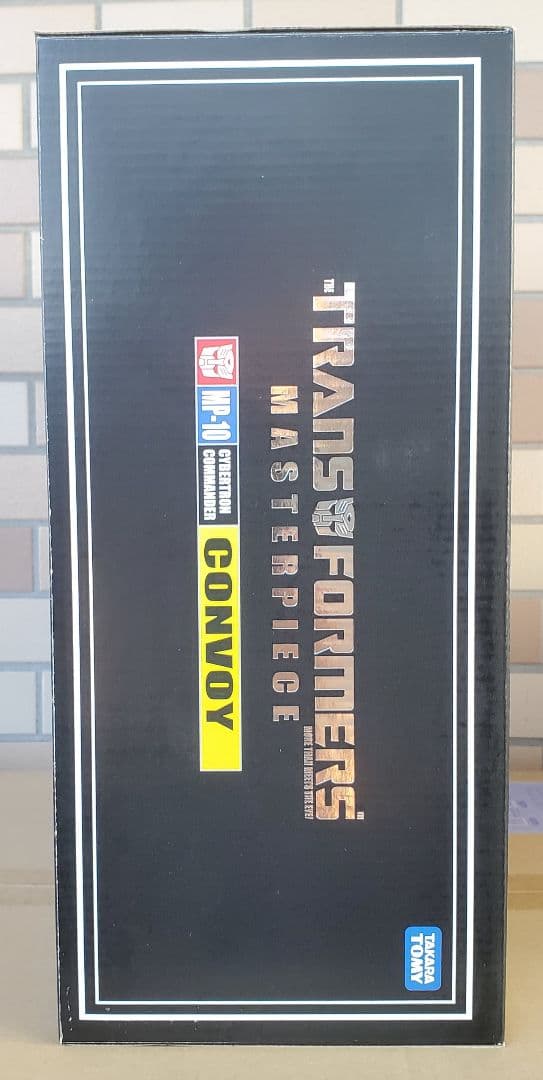 THE
TRANSFORMERS
MORE THAN MEETS THE EYE!
MASTERPIECE
MP-10
CYBERTRON
COMMANDER
CONVOY
TAKARA
TOMY